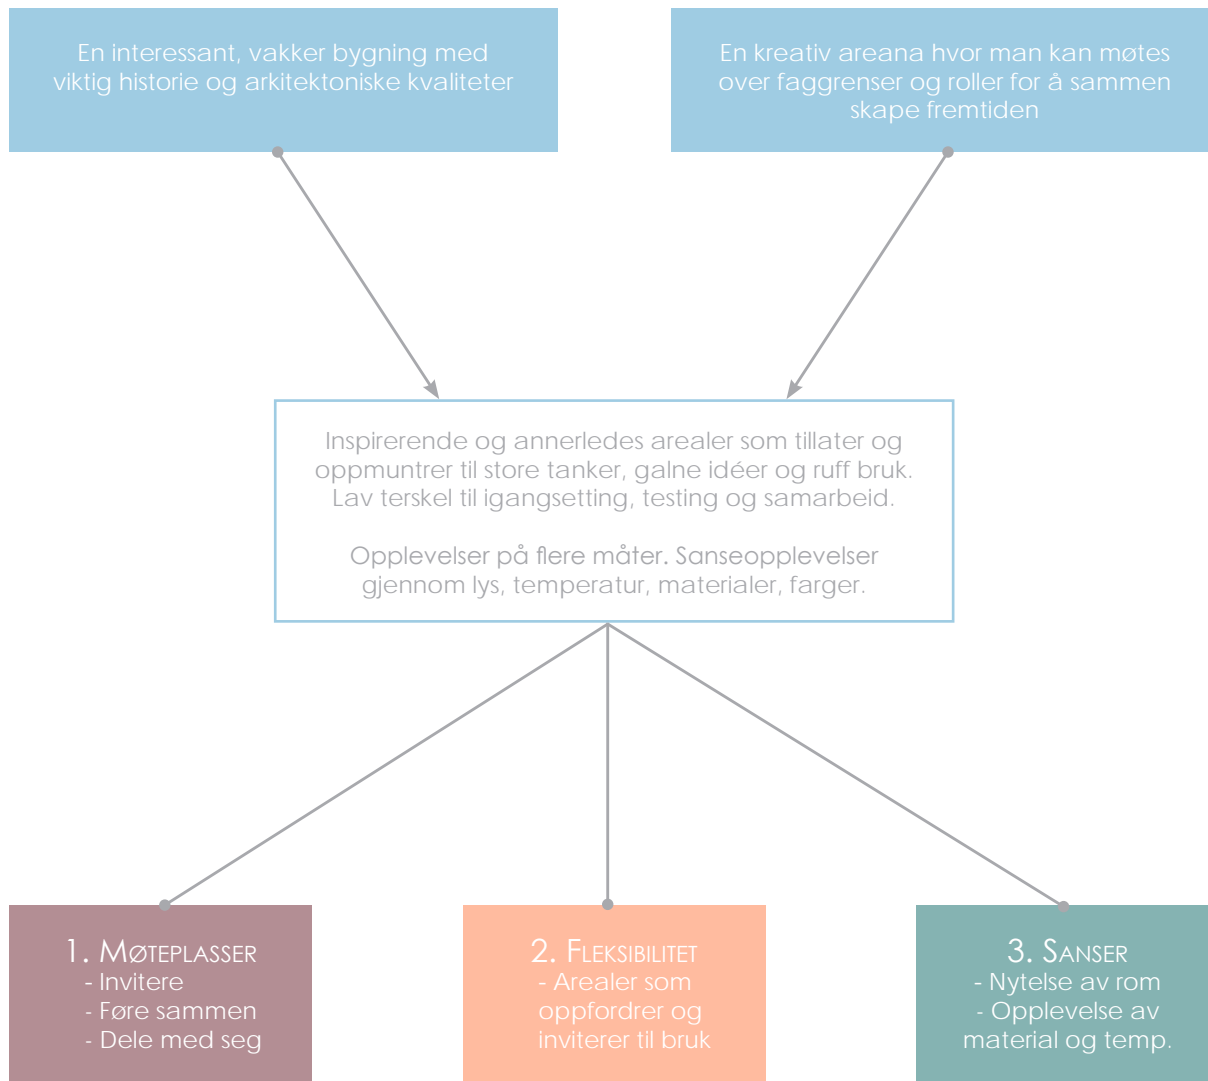 En interessant, vakker bygning med
viktig historie og arkitektoniske kvaliteter
En kreativ areana hvor man kan møtes
over faggrenser og roller for å sammen
skape fremtiden
Inspirerende og annerledes arealer som tillater og
oppmuntrer til store tanker, galne idéer og ruff bruk.
Lav terskel til igangsetting, testing og samarbeid.
Opplevelser på flere måter. Sanseopplevelser
gjennom lys, temperatur, materialer, farger.
1. Møteplasser
- Invitere
- Føre sammen
- Dele med seg
2. Fleksibilitet
- Arealer som
oppfordrer og
inviterer til bruk
3. Sanser
- Nytelse av rom
- Opplevelse av
material og temp.